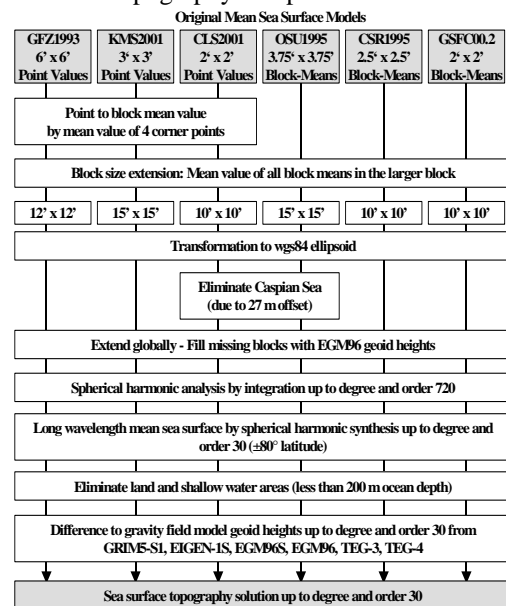 Original Mean Sea Surface Models
GFZ1993 KMS2001 CLS2001 OSU1995 CSR1995 GSFC00.2
6’ x 6’ 3‘ x 3’ 2‘ x 2’ 3.75‘ x 3.75’ 2.5‘ x 2.5’ 2‘ x 2’
Point Values Point Values Point Values Block-Means Block-Means Block-Means
Point to block mean value
by mean value of 4 corner points
Block size extension: Mean value of all block means in the larger block
12’ x 12’ 15’ x 15’ 10’ x 10’ 15’ x 15’ 10’ x 10’ 10’ x 10’
Transformation to wgs84 ellipsoid
Eliminate Caspian Sea
(due to 27 m offset)
Extend globally - Fill missing blocks with EGM96 geoid heights
Spherical harmonic analysis by integration up to degree and order 720
Long wavelength mean sea surface by spherical harmonic synthesis up to degree and
order 30 (±80° latitude)
Eliminate land and shallow water areas (less than 200 m ocean depth)
Difference to gravity field model geoid heights up to degree and order 30 from
GRIM5-S1, EIGEN-1S, EGM96S, EGM96, TEG-3, TEG-4
Sea surface topography solution up to degree and order 30